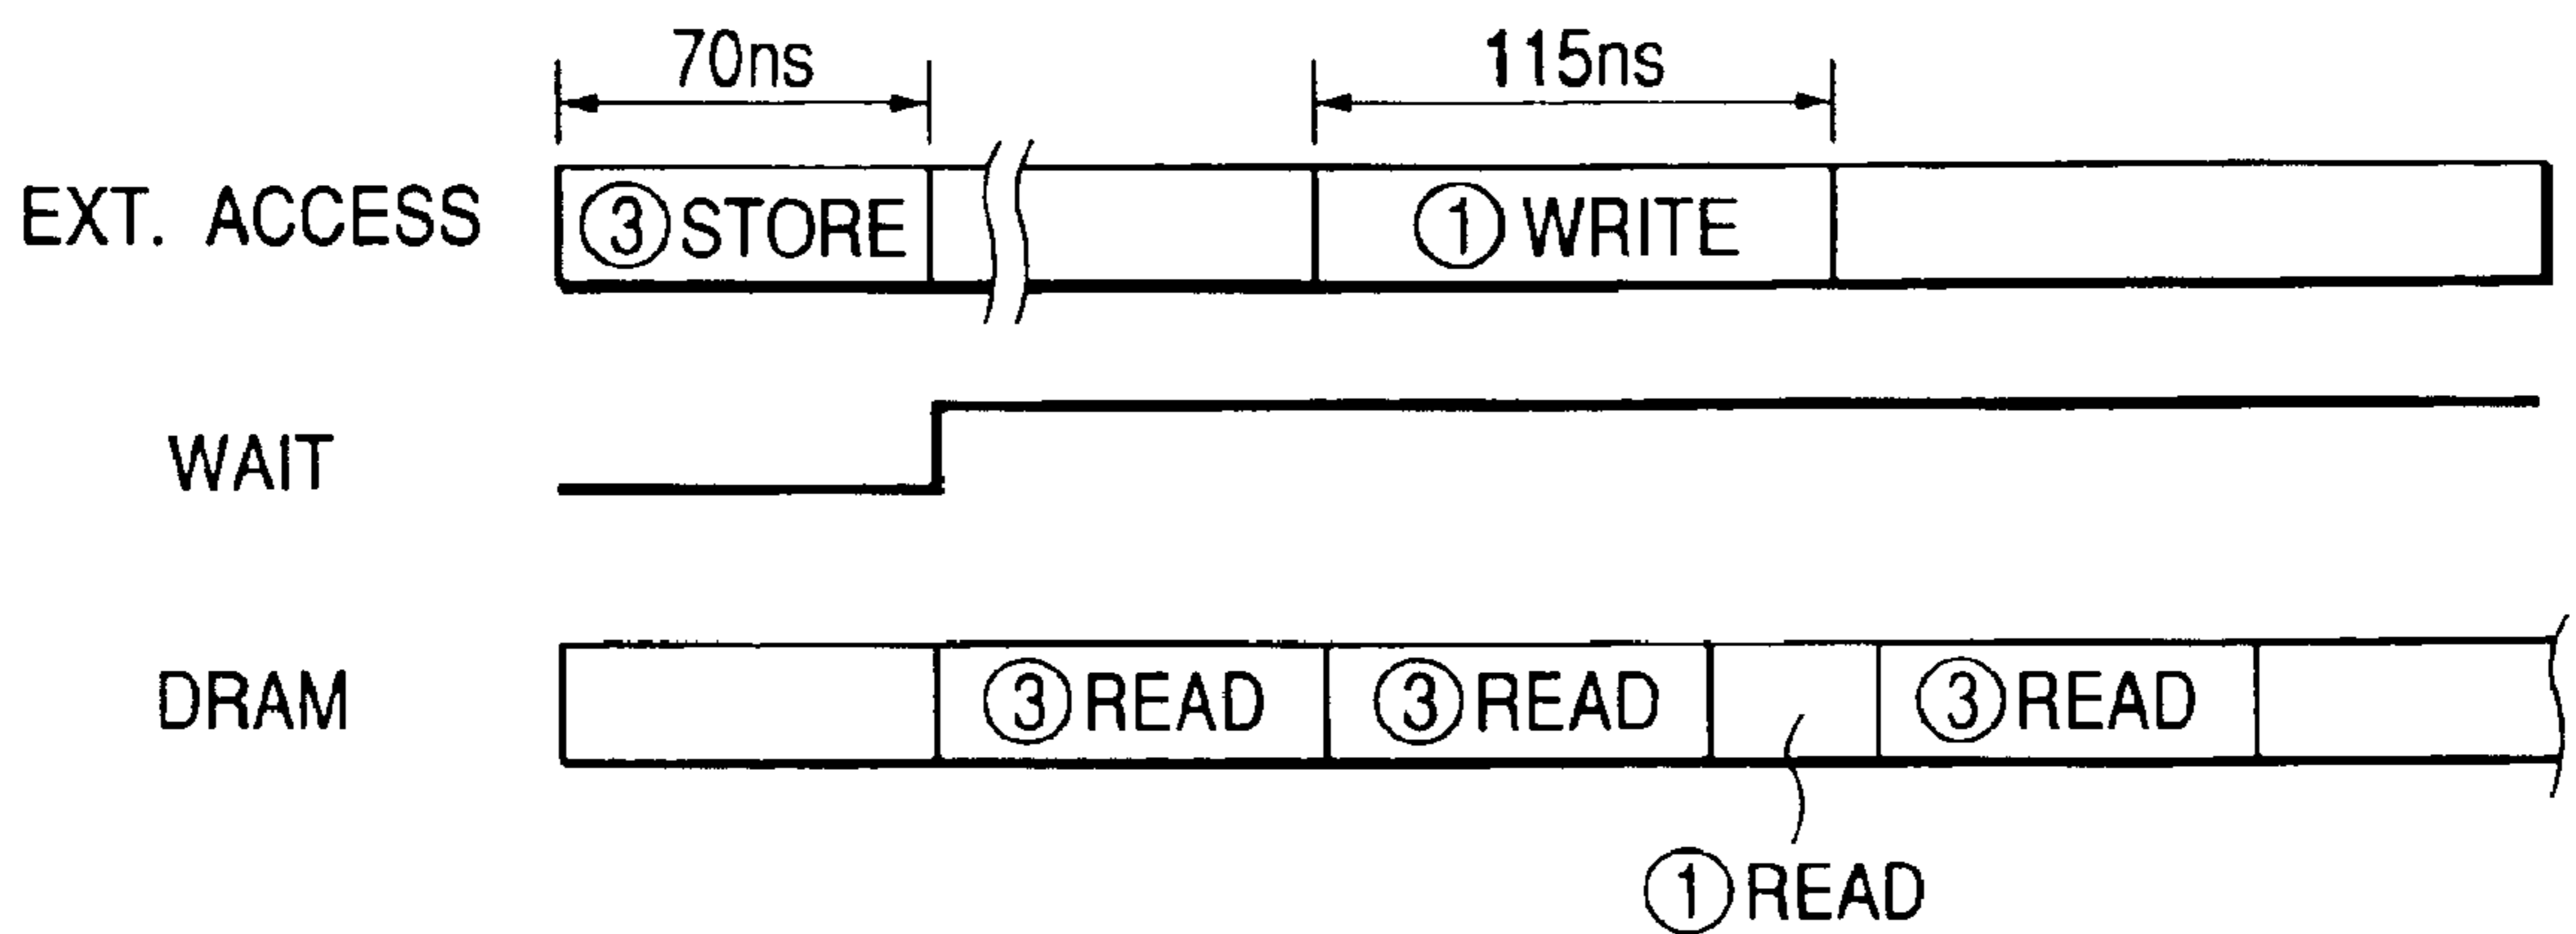 70ns 115ns
EXT. ACCESS ③STORE ①WRITE
WAIT
DRAM ③READ ③READ ③READ
①READ